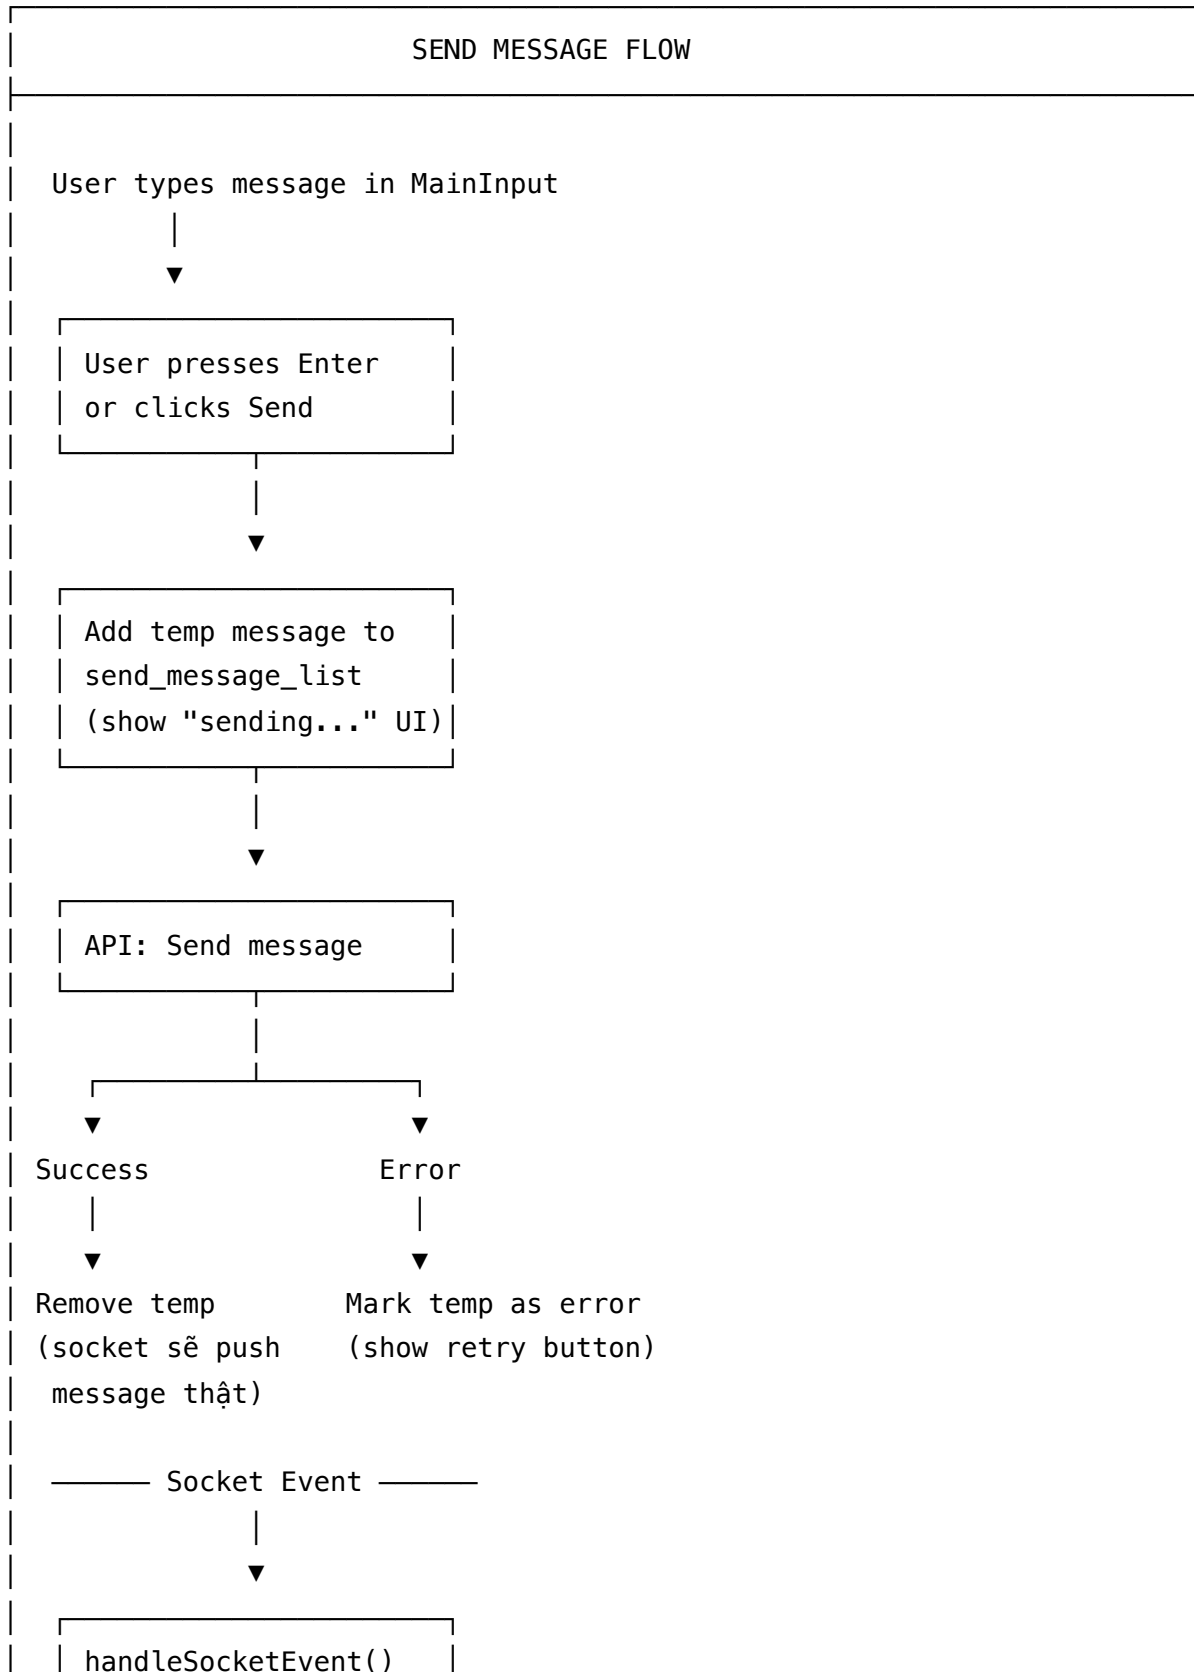 SEND MESSAGE FLOW
User types message in MainInput
User presses Enter
or clicks Send
Add temp message to
send_message_list
(show "sending..." UI)
API: Send message
Success Error
Remove temp Mark temp as error
(socket sẽ push (show retry button)
message thật)
Socket Event
handleSocketEvent()